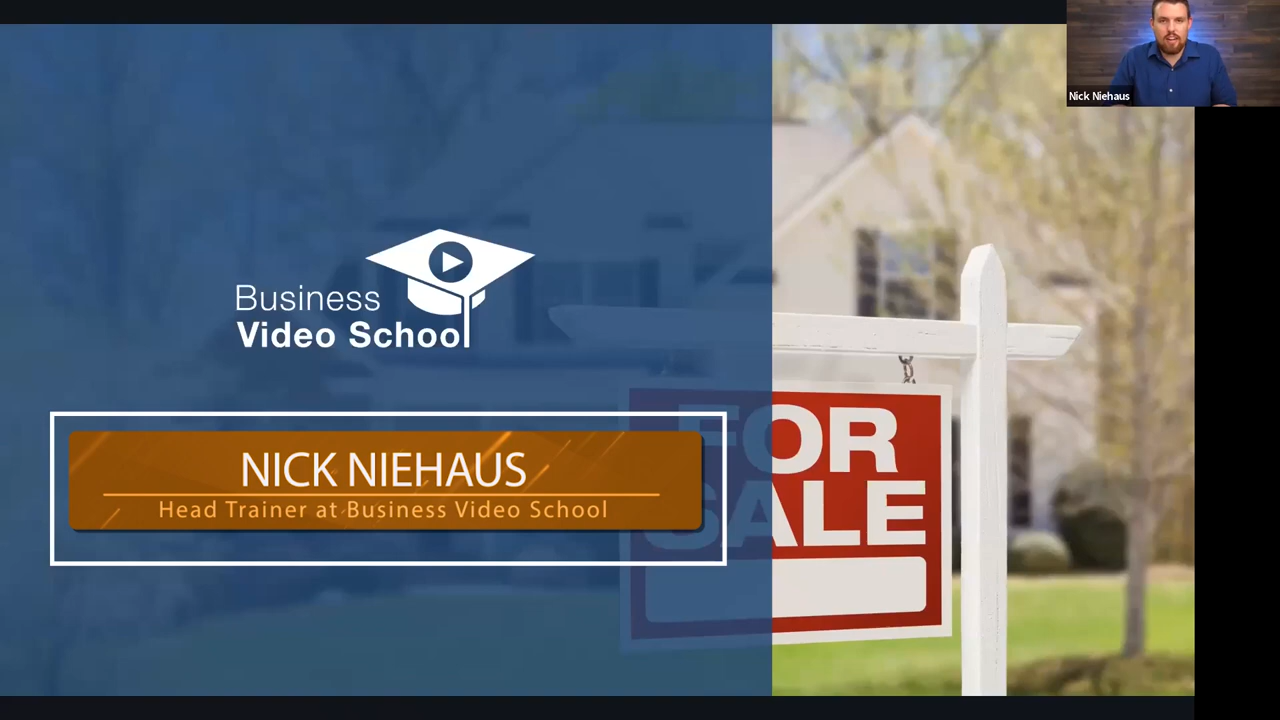 Nick Niehaus
Business
Video School
NICK NIEHAUS
Head Trainer at Business Video School
FOR
SALE